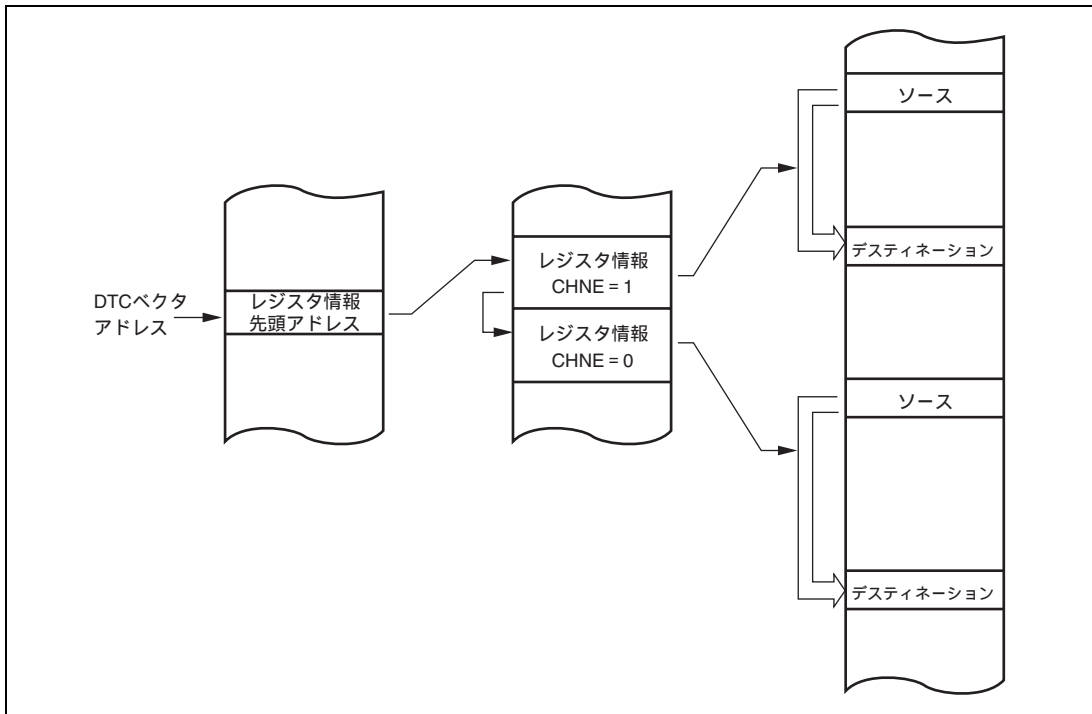 DTCベクタ
アドレス
レジスタ情報
先頭アドレス
レジスタ情報
CHNE = 1
レジスタ情報
CHNE = 0
ソース
デスティネーション
ソース
デスティネーション